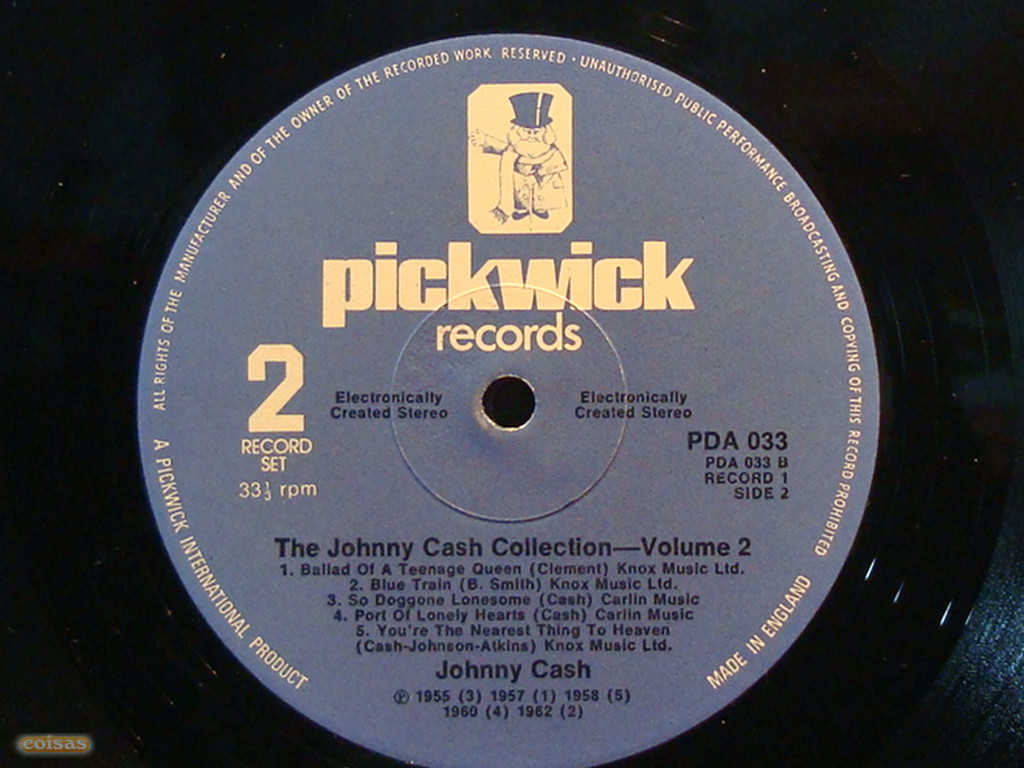 ALL RIGHTS OF THE MANUFACTURER AND OF THE OWNER OF THE RECORDED WORK RESERVED · UNAUTHORISED PUBLIC PERFORMANCE BROADCASTING AND COPYING OF THIS RECORD PROHIBITED
pickwick
records
2
RECORD
SET
33⅓ rpm
Electronically
Created Stereo
Electronically
Created Stereo
PDA 033
PDA 033 B
RECORD 1
SIDE 2
The Johnny Cash Collection—Volume 2
1. Ballad Of A Teenage Queen (Clement) Knox Music Ltd.
2. Blue Train (B. Smith) Knox Music Ltd.
3. So Doggone Lonesome (Cash) Carlin Music
4. Port Of Lonely Hearts (Cash) Carlin Music
5. You're The Nearest Thing To Heaven
(Cash-Johnson-Atkins) Knox Music Ltd.
Johnny Cash
℗ 1955 (3) 1957 (1) 1958 (5)
1960 (4) 1962 (2)
A PICKWICK INTERNATIONAL PRODUCT
MADE IN ENGLAND
coisas